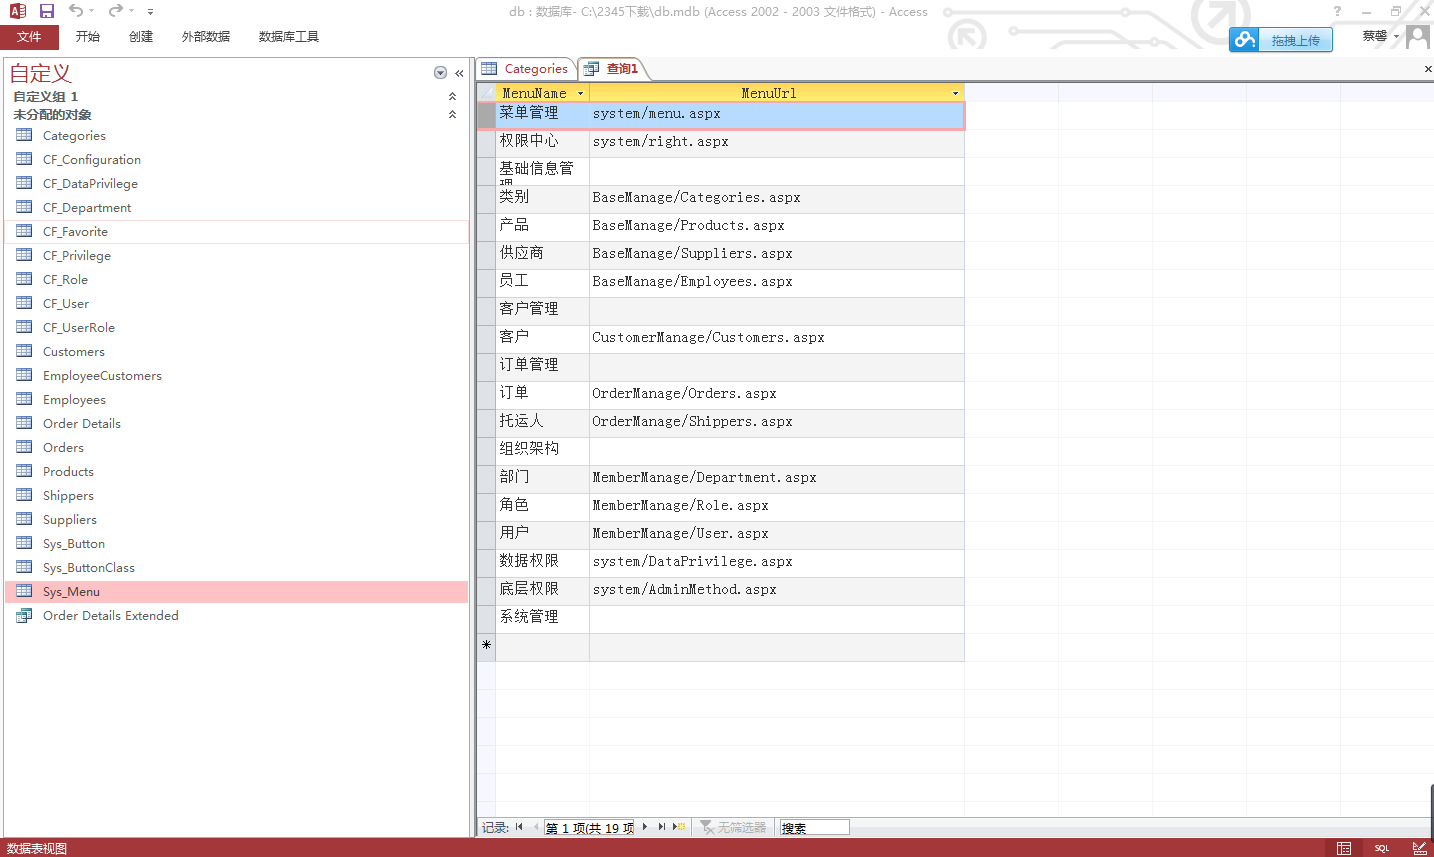 db : 数据库- C:\2345下载\db.mdb (Access 2002 - 2003 文件格式) - Access
文件 开始 创建 外部数据 数据库工具
拖拽上传
蔡馨
自定义
自定义组 1
未分配的对象
Categories
CF_Configuration
CF_DataPrivilege
CF_Department
CF_Favorite
CF_Privilege
CF_Role
CF_User
CF_UserRole
Customers
EmployeeCustomers
Employees
Order Details
Orders
Products
Shippers
Suppliers
Sys_Button
Sys_ButtonClass
Sys_Menu
Order Details Extended
Categories 查询1
MenuName MenuUrl
菜单管理 system/menu.aspx
权限中心 system/right.aspx
基础信息管理
类别 BaseManage/Categories.aspx
产品 BaseManage/Products.aspx
供应商 BaseManage/Suppliers.aspx
员工 BaseManage/Employees.aspx
客户管理
客户 CustomerManage/Customers.aspx
订单管理
订单 OrderManage/Orders.aspx
托运人 OrderManage/Shippers.aspx
组织架构
部门 MemberManage/Department.aspx
角色 MemberManage/Role.aspx
用户 MemberManage/User.aspx
数据权限 system/DataPrivilege.aspx
底层权限 system/AdminMethod.aspx
系统管理
记录: 第 1 项(共 19 项 无筛选器 搜索
数据表视图 SQL